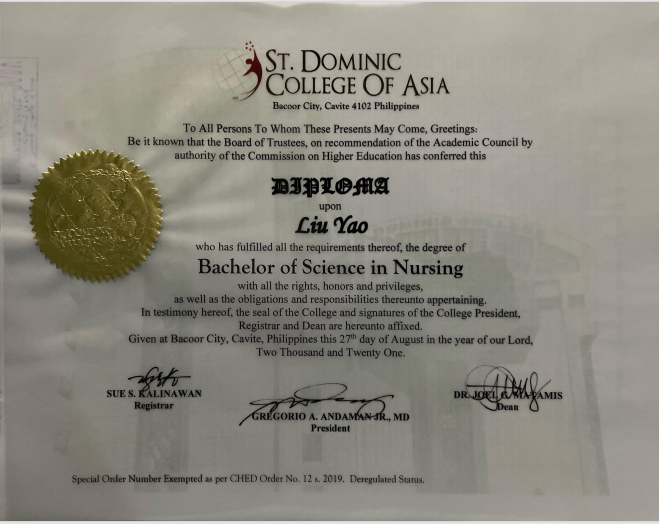 ST. DOMINIC
COLLEGE OF ASIA
Bacoor City, Cavite 4102 Philippines
To All Persons To Whom These Presents May Come, Greetings:
Be it known that the Board of Trustees, on recommendation of the Academic Council by
authority of the Commission on Higher Education has conferred this
DIPLOMA
upon
Liu Yao
who has fulfilled all the requirements thereof, the degree of
Bachelor of Science in Nursing
with all the rights, honors and privileges,
as well as the obligations and responsibilities thereunto appertaining.
In testimony hereof, the seal of the College and signatures of the College President,
Registrar and Dean are hereunto affixed.
Given at Bacoor City, Cavite, Philippines this 27th day of August in the year of our Lord,
Two Thousand and Twenty One.
SUE S. KALINAWAN
Registrar
GREGORIO A. ANDAMAN JR., MD
President
DR. JOEL
Dean
Special Order Number Exempted as per CHED Order No. 12 s. 2019. Deregulated Status.